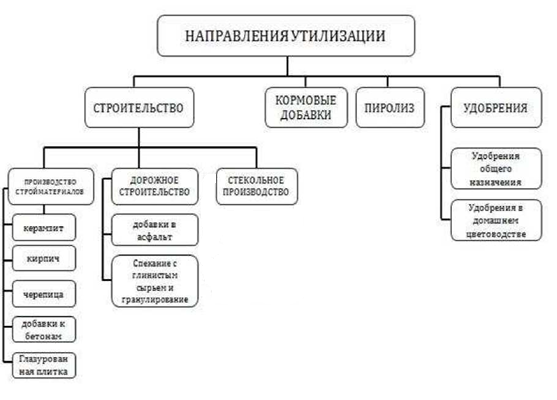 НАПРАВЛЕНИЯ УТИЛИЗАЦИИ
СТРОИТЕЛЬСТВО
КОРМОВЫЕ
ДОБАВКИ
ПИРОЛИЗ
УДОБРЕНИЯ
ПРОИЗВОДСТВО
СТРОЙМАТЕРИАЛОВ
ДОРОЖНОЕ
СТРОИТЕЛЬСТВО
СТЕКОЛЬНОЕ
ПРОИЗВОДСТВО
Удобрения
общего
назначения
керамзит
добавки в
асфальт
Удобрения в
домашнем
цветоводстве
кирпич
Спекание с
глинистым
сырьем и
гранулирование
черепица
добавки к
бетонам
Глазурован
ная плитка